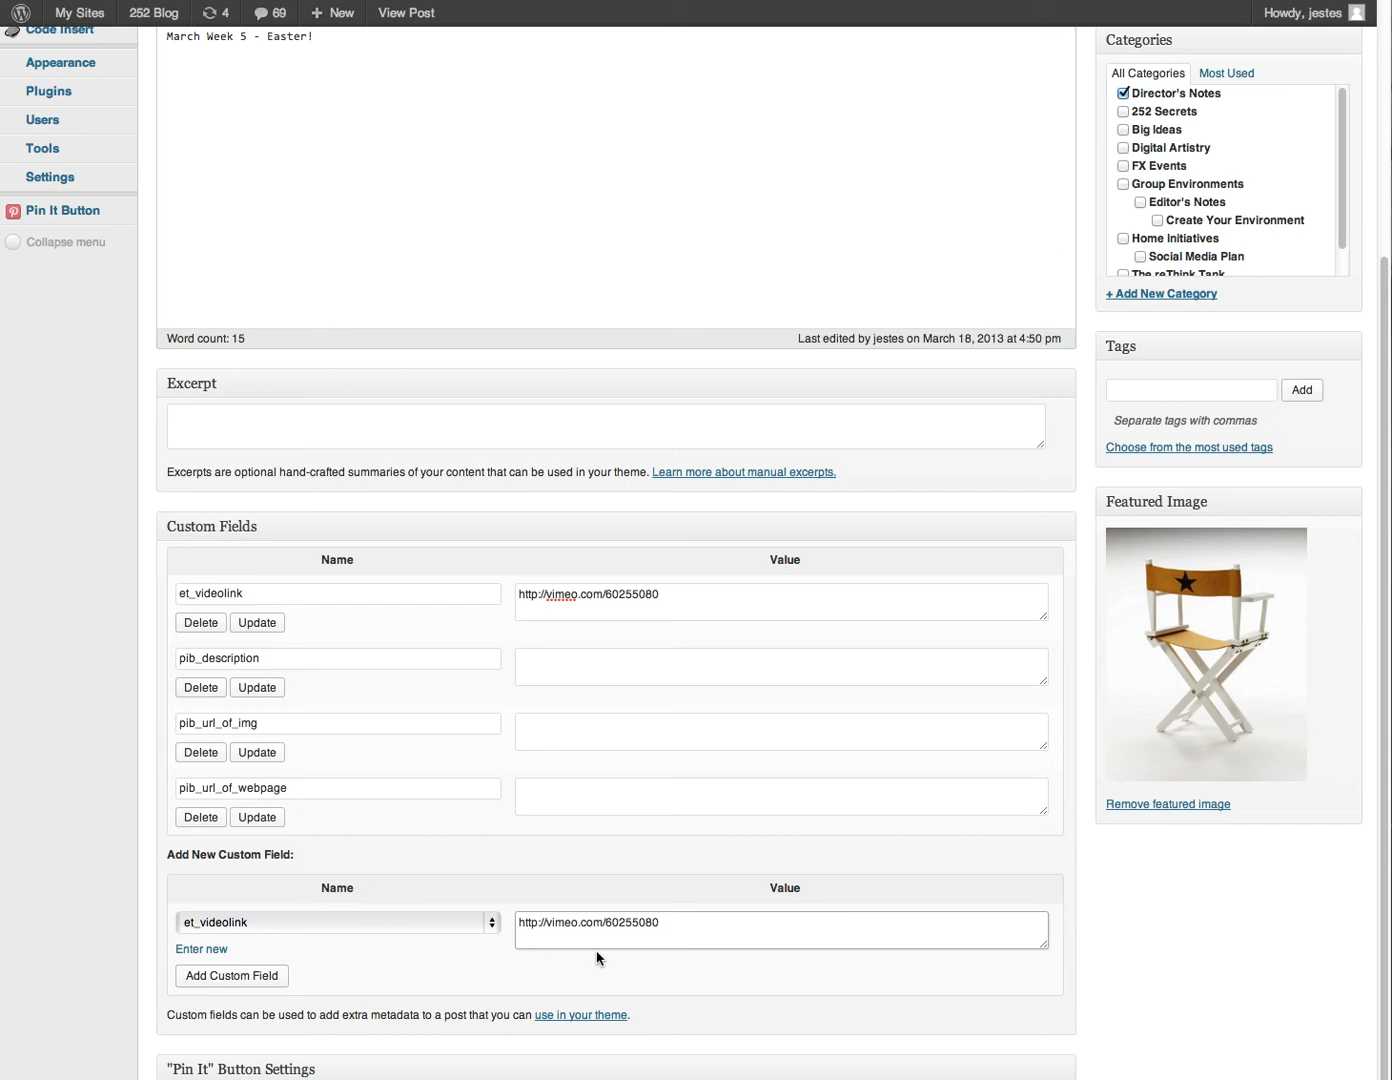 My Sites
252 Blog
4
69
+ New
View Post
Howdy, jestes
Code Insert
Appearance
Plugins
Users
Tools
Settings
Pin It Button
Collapse menu
March Week 5 - Easter!
Word count: 15
Last edited by jestes on March 18, 2013 at 4:50 pm
Excerpt
Excerpts are optional hand-crafted summaries of your content that can be used in your theme. Learn more about manual excerpts.
Custom Fields
Name
Value
et_videolink
http://vimeo.com/60255080
Delete
Update
pib_description
Delete
Update
pib_url_of_img
Delete
Update
pib_url_of_webpage
Delete
Update
Add New Custom Field:
Name
Value
et_videolink
http://vimeo.com/60255080
Enter new
Add Custom Field
Custom fields can be used to add extra metadata to a post that you can use in your theme.
"Pin It" Button Settings
Categories
All Categories
Most Used
Director's Notes
252 Secrets
Big Ideas
Digital Artistry
FX Events
Group Environments
Editor's Notes
Create Your Environment
Home Initiatives
Social Media Plan
The reThink Tank
+ Add New Category
Tags
Add
Separate tags with commas
Choose from the most used tags
Featured Image
Remove featured image